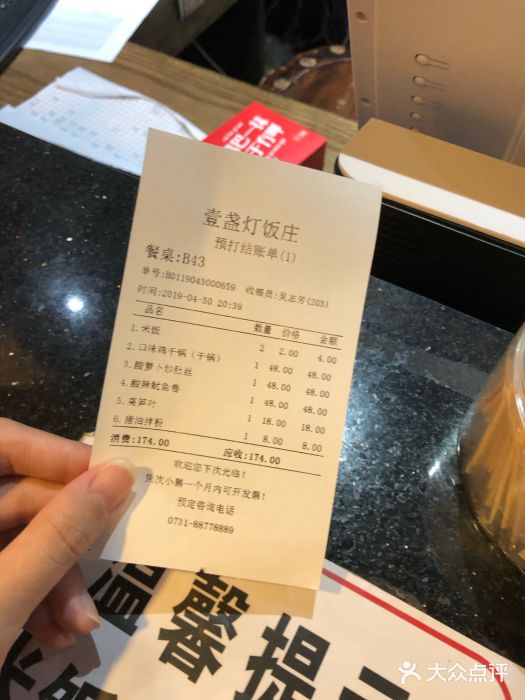 壹盏灯饭庄
预打结账单(1)
餐桌:B43
单号:B0119043000659 收银员:吴志芳(203)
时间:2019-04-30 20:39
品名 数量 价格 金额
1.米饭 2 2.00 4.00
2.口味鸡干锅（干锅） 1 48.00 48.00
3.酸萝卜炒肚丝 1 48.00 48.00
4.酸辣鱿鱼卷 1 48.00 48.00
5.莴笋叶 1 18.00 18.00
6.猪油拌粉 1 8.00 8.00
消费:174.00 应收:174.00
欢迎您下次光临!
凭次小票一个月内可开发票!
预定咨询电话
0731-88778889
温馨提示
大众点评